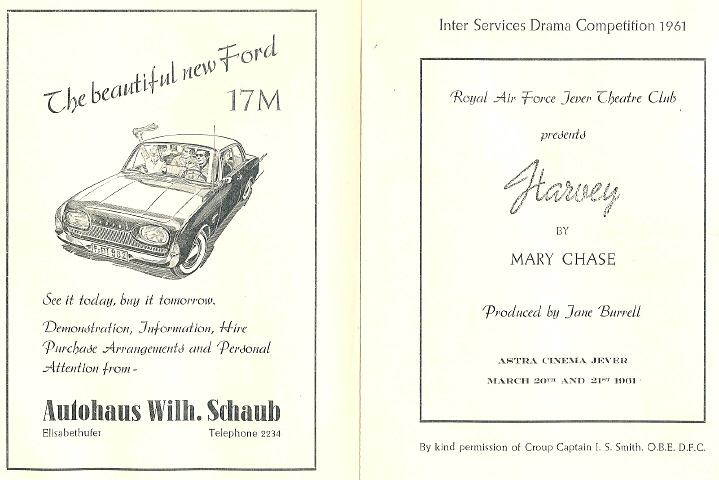 The beautiful new Ford
17M
See it today, buy it tomorrow.
Demonstration, Information, Hire
Purchase Arrangements and Personal
Attention from-
Autohaus Wilh. Schaub
Elisabethufer Telephone 2234
Inter Services Drama Competition 1961
Royal Air Force Jever Theatre Club
presents
Harvey
BY
MARY CHASE
Produced by Jane Burrell
ASTRA CINEMA JEVER
MARCH 20TH AND 21ST 1961
By kind permission of Group Captain I. S. Smith, O.B.E. D.F.C.